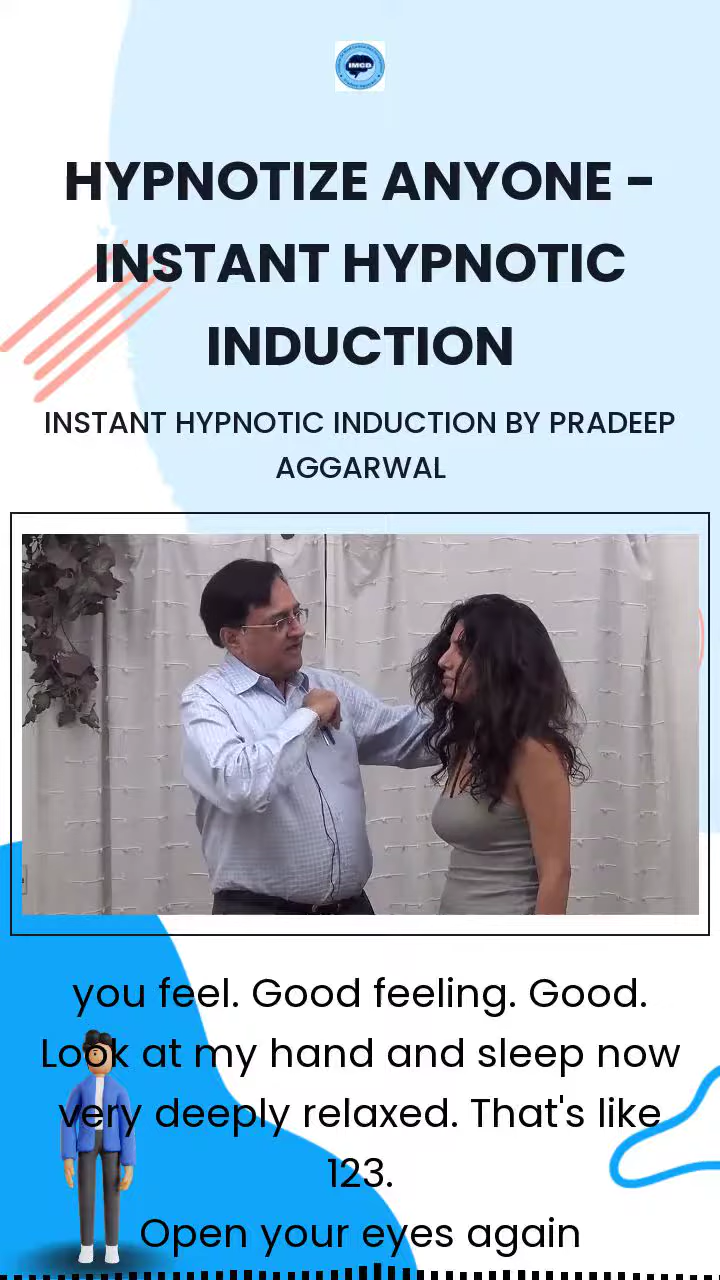 IMCD
HYPNOTIZE ANYONE -
INSTANT HYPNOTIC
INDUCTION
INSTANT HYPNOTIC INDUCTION BY PRADEEP
AGGARWAL
you feel. Good feeling. Good.
Look at my hand and sleep now
very deeply relaxed. That's like
123.
Open your eyes again